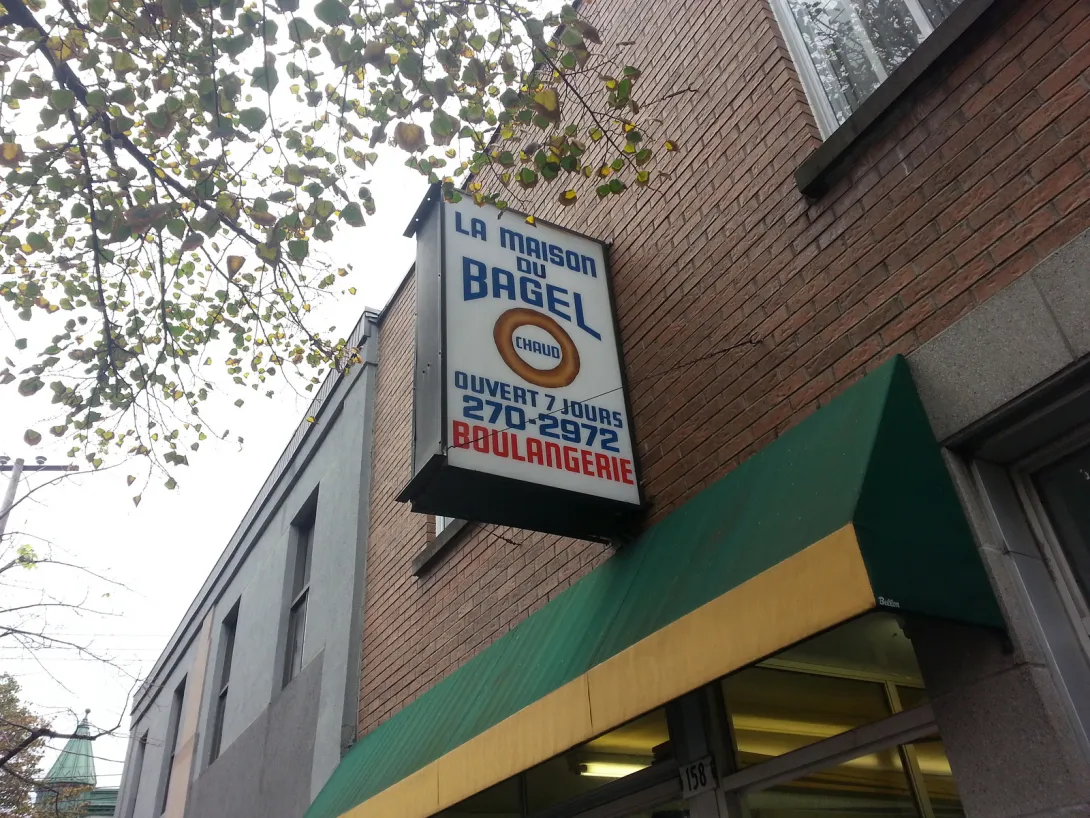 LA MAISON
DU
BAGEL
CHAUD
OUVERT 7 JOURS
270-2972
BOULANGERIE
158